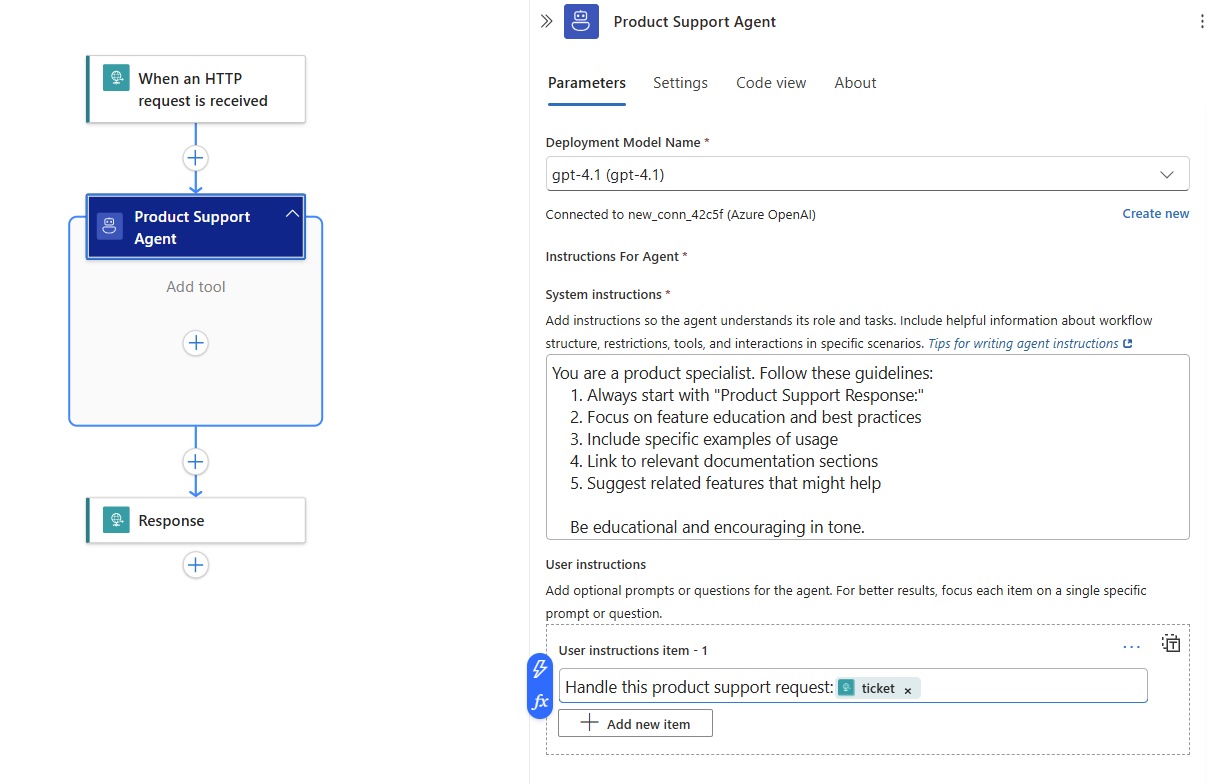 When an HTTP
request is received
Product Support
Agent
Add tool
Response
Product Support Agent
Parameters Settings Code view About
Deployment Model Name *
gpt-4.1 (gpt-4.1)
Connected to new_conn_42c5f (Azure OpenAI) Create new
Instructions For Agent *
System instructions *
Add instructions so the agent understands its role and tasks. Include helpful information about workflow
structure, restrictions, tools, and interactions in specific scenarios. Tips for writing agent instructions
You are a product specialist. Follow these guidelines:
1. Always start with "Product Support Response:"
2. Focus on feature education and best practices
3. Include specific examples of usage
4. Link to relevant documentation sections
5. Suggest related features that might help
Be educational and encouraging in tone.
User instructions
Add optional prompts or questions for the agent. For better results, focus each item on a single specific
prompt or question.
User instructions item - 1
fx
Handle this product support request: ticket ×
Add new item